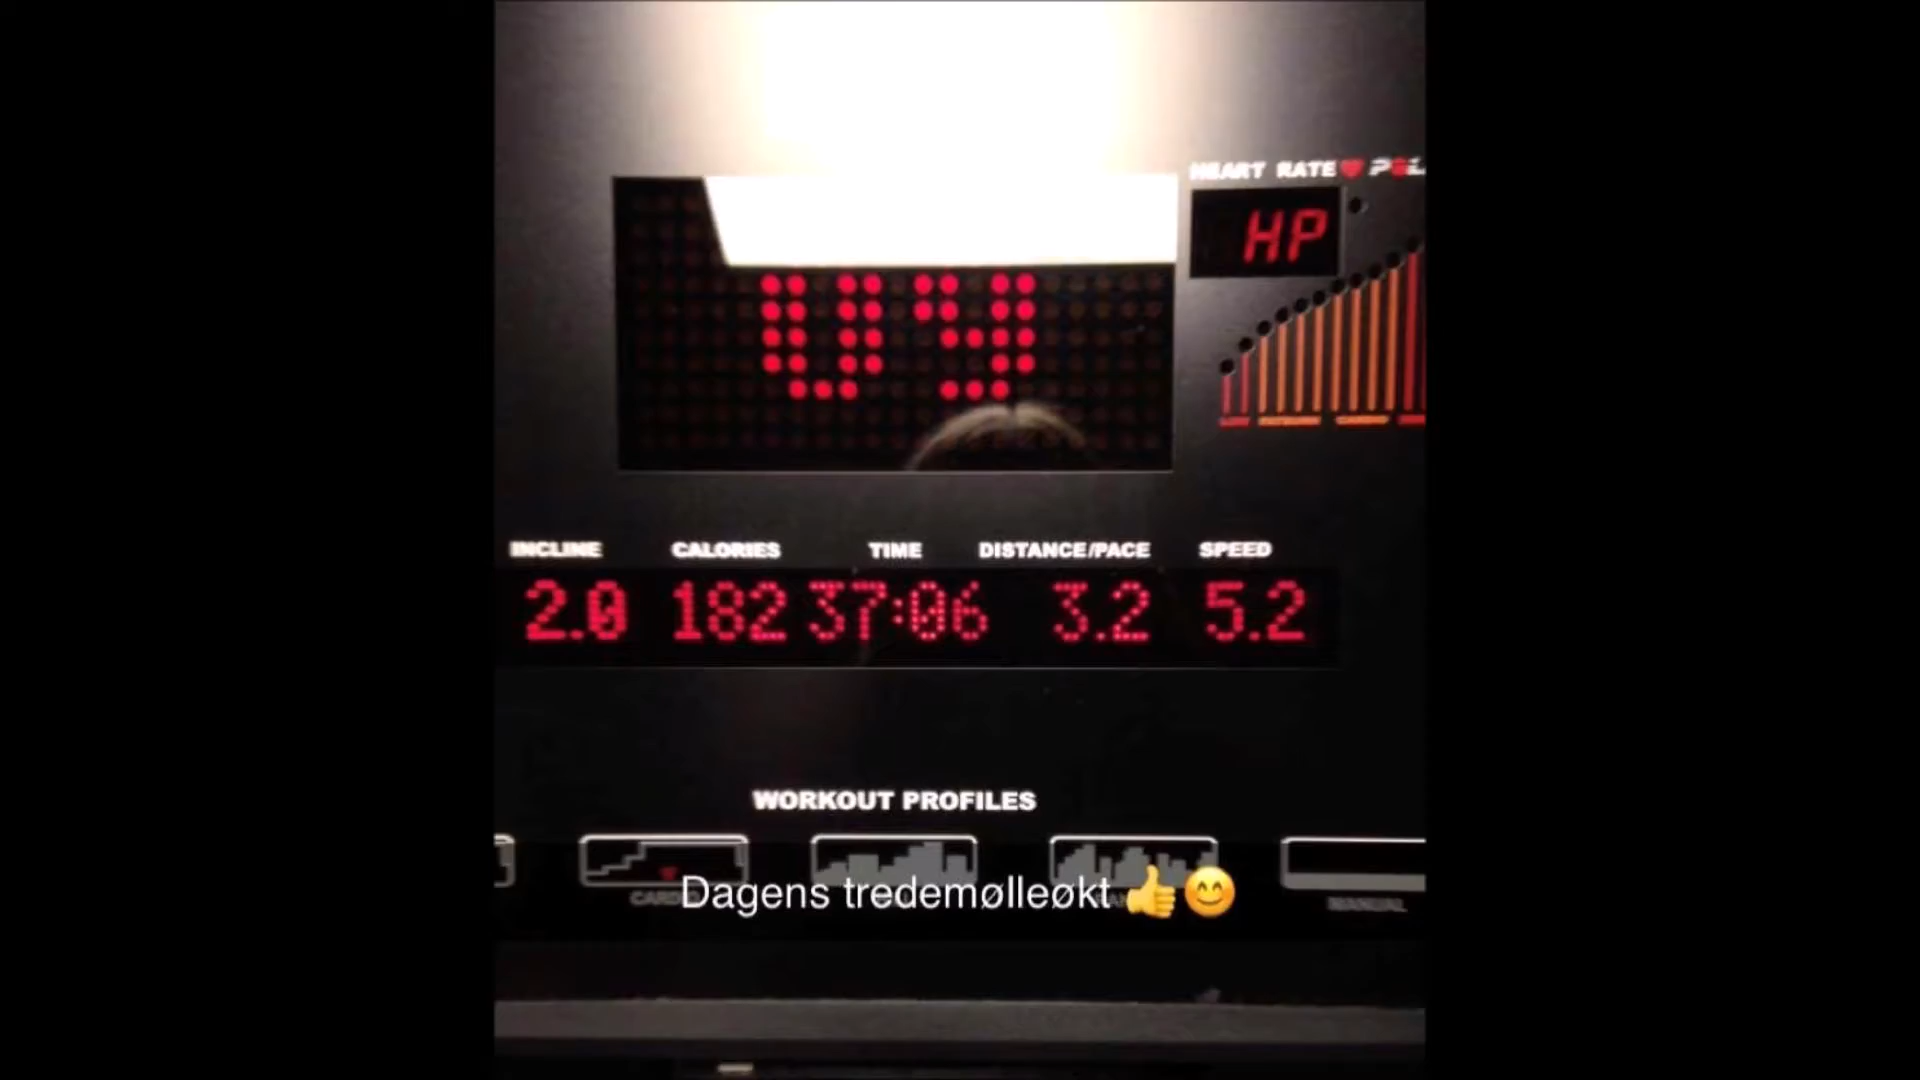 HEART RATE
HP
INCLINE CALORIES TIME DISTANCE/PACE SPEED
2.0 182 37:06 3.2 5.2
WORKOUT PROFILES
MANUAL
Dagens tredemølleøkt 👍😊